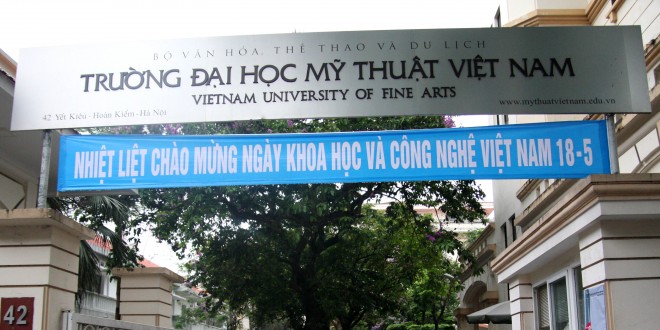 BỘ VĂN HÓA, THỂ THAO VÀ DU LỊCH
TRƯỜNG ĐẠI HỌC MỸ THUẬT VIỆT NAM
VIETNAM UNIVERSITY OF FINE ARTS
42 Yết Kiêu - Hoàn Kiếm - Hà Nội
www.mythuatvietnam.edu.vn
NHIỆT LIỆT CHÀO MỪNG NGÀY KHOA HỌC VÀ CÔNG NGHỆ VIỆT NAM 18-5
42